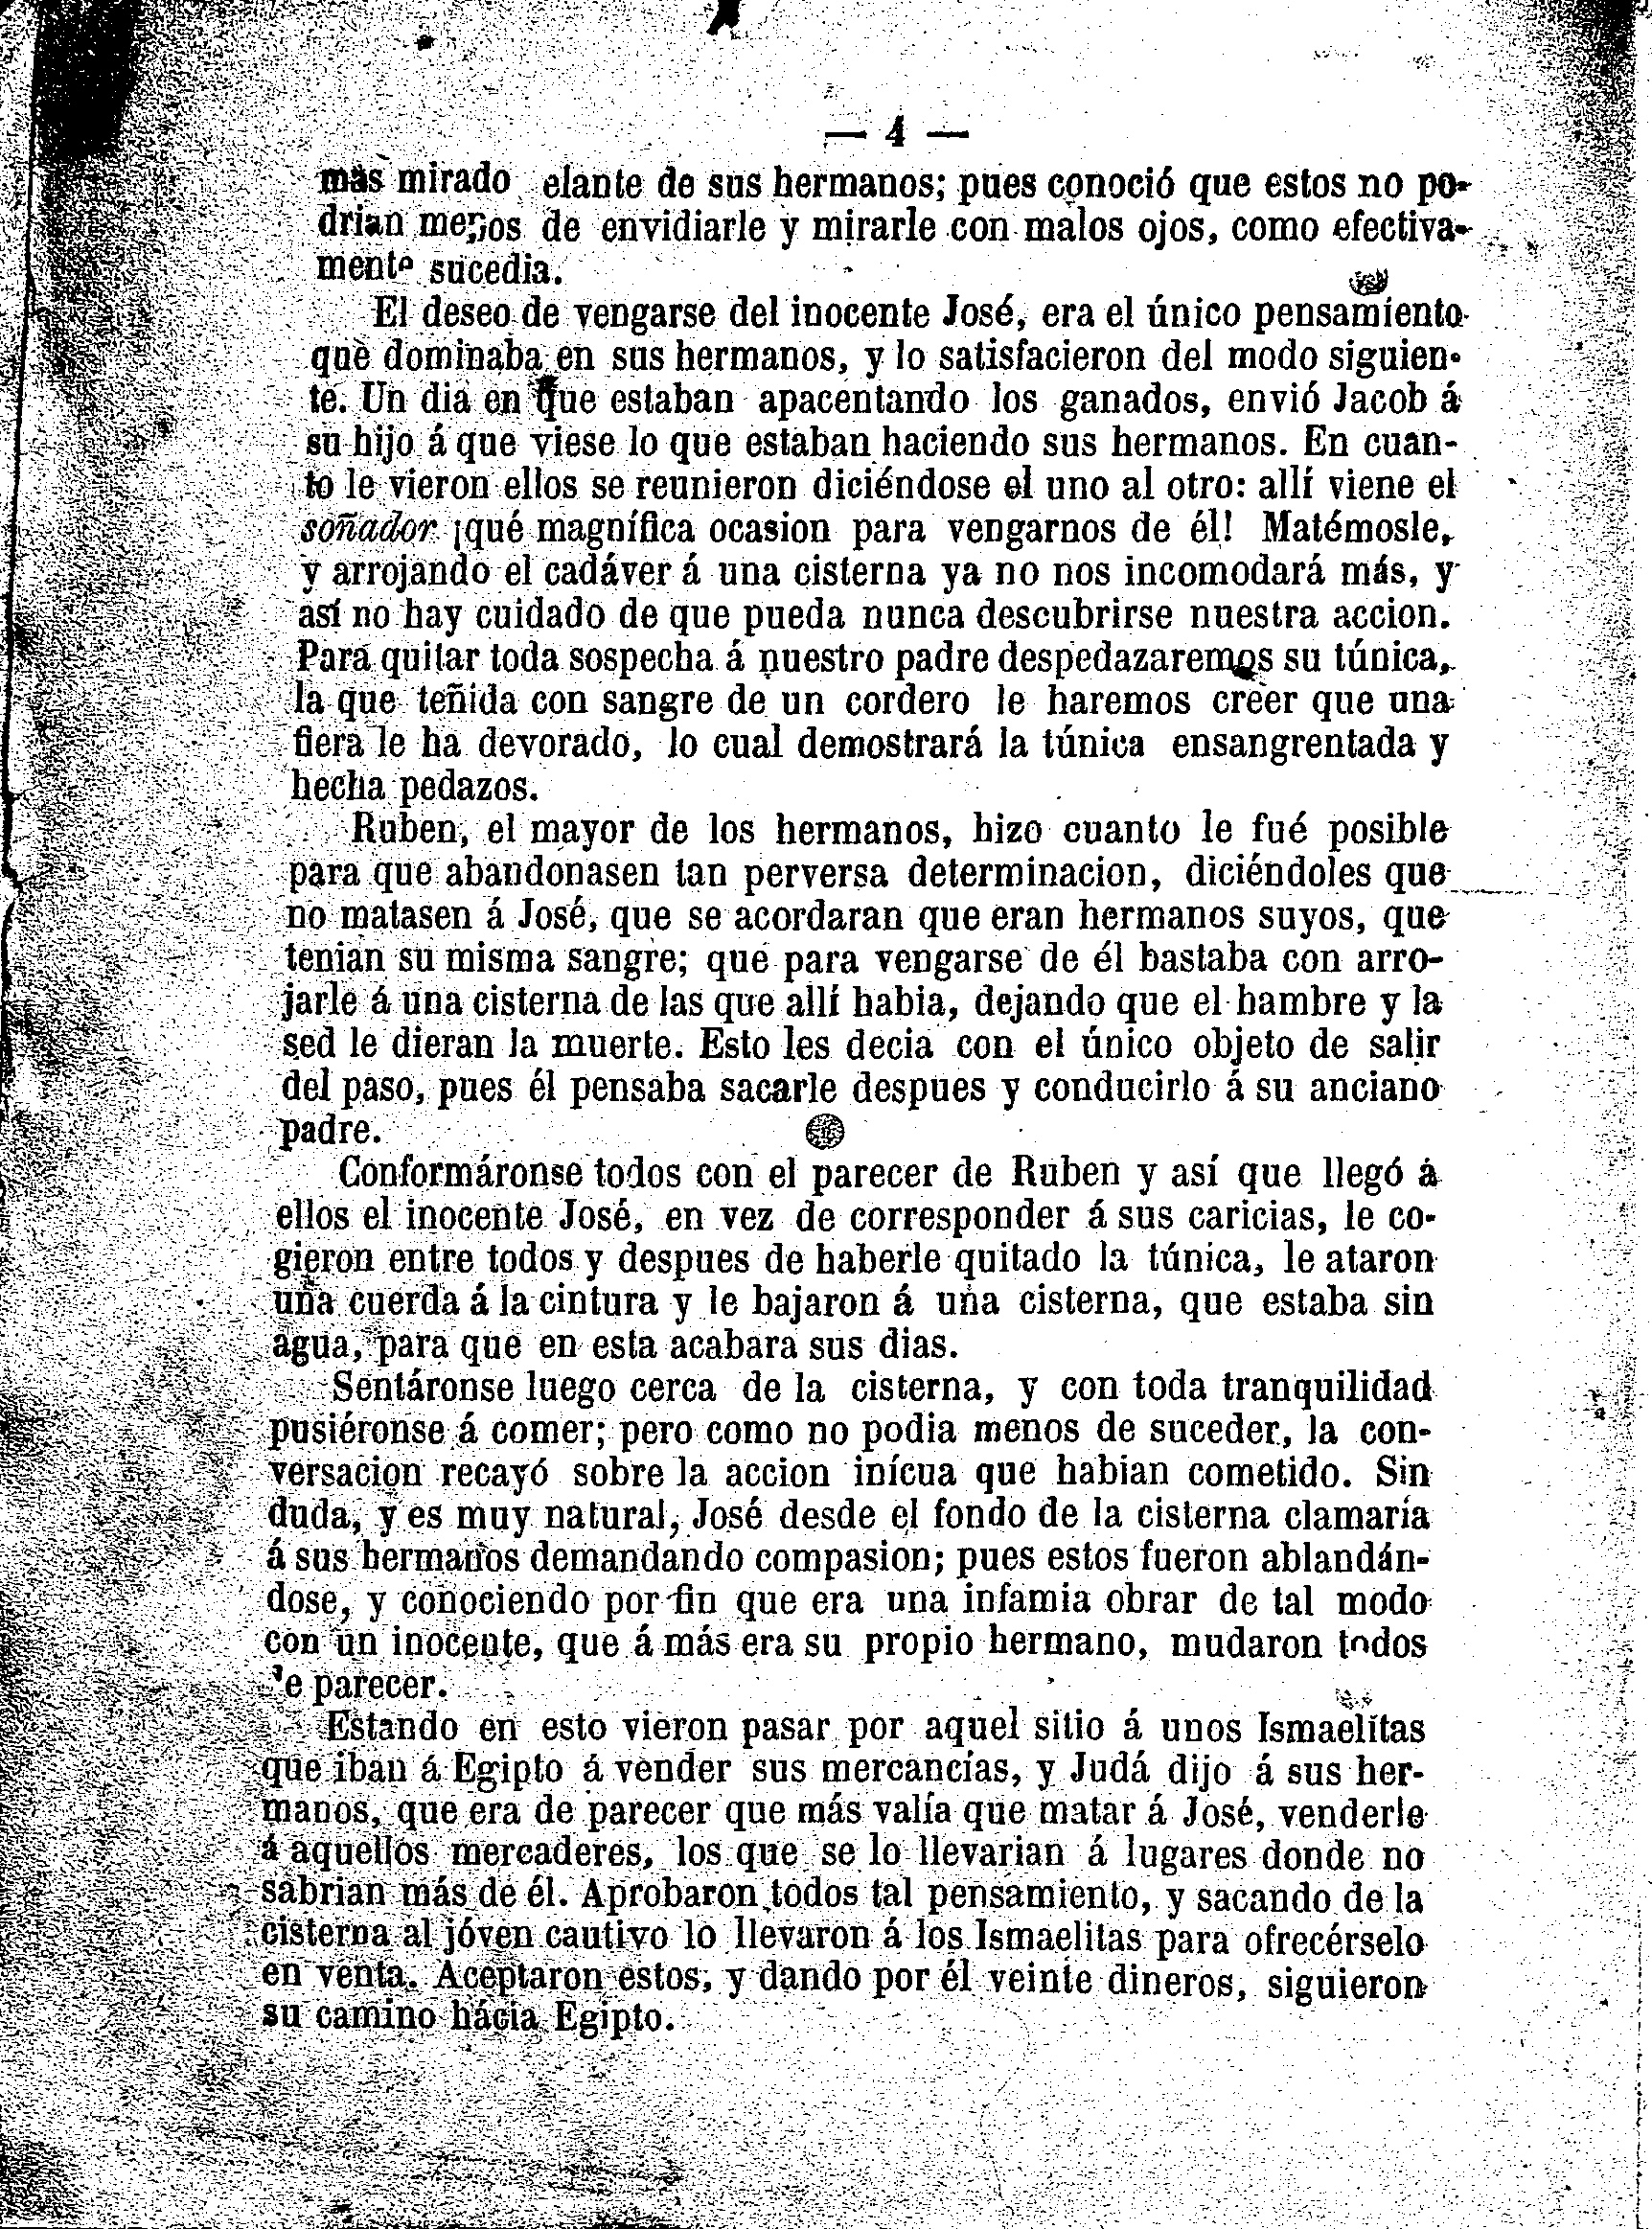 — 4 —
más mirado elante de sus hermanos; pues conoció que estos no po-
drian menos de envidiarle y mirarle con malos ojos, como efectiva-
mente sucedia.
El deseo de vengarse del inocente José, era el único pensamiento
que dominaba en sus hermanos, y lo satisfacieron del modo siguien-
te. Un dia en que estaban apacentando los ganados, envió Jacob á
su hijo á que viese lo que estaban haciendo sus hermanos. En cuan-
to le vieron ellos se reunieron diciéndose el uno al otro: allí viene el
soñador ¡qué magnífica ocasion para vengarnos de él! Matémosle,
y arrojando el cadáver á una cisterna ya no nos incomodará más, y
así no hay cuidado de que pueda nunca descubrirse nuestra accion.
Para quitar toda sospecha á nuestro padre despedazaremos su túnica,
la que teñida con sangre de un cordero le haremos creer que una
fiera le ha devorado, lo cual demostrará la túnica ensangrentada y
hecha pedazos.
Ruben, el mayor de los hermanos, hizo cuanto le fué posible
para que abandonasen tan perversa determinacion, diciéndoles que
no matasen á José, que se acordaran que eran hermanos suyos, que
tenian su misma sangre; que para vengarse de él bastaba con arro-
jarle á una cisterna de las que allí habia, dejando que el hambre y la
sed le dieran la muerte. Esto les decia con el único objeto de salir
del paso, pues él pensaba sacarle despues y conducirlo á su anciano
padre.
Conformáronse todos con el parecer de Ruben y así que llegó á
ellos el inocente José, en vez de corresponder á sus caricias, le co-
gieron entre todos y despues de haberle quitado la túnica, le ataron
una cuerda á la cintura y le bajaron á una cisterna, que estaba sin
agua, para que en esta acabara sus dias.
Sentáronse luego cerca de la cisterna, y con toda tranquilidad
pusiéronse á comer; pero como no podia menos de suceder, la con-
versacion recayó sobre la accion inícua que habian cometido. Sin
duda, y es muy natural, José desde el fondo de la cisterna clamaría
á sus hermanos demandando compasion; pues estos fueron ablandán-
dose, y conociendo por fin que era una infamia obrar de tal modo
con un inocente, que á más era su propio hermano, mudaron todos
de parecer.
Estando en esto vieron pasar por aquel sitio á unos Ismaelitas
que iban á Egipto á vender sus mercancías, y Judá dijo á sus her-
manos, que era de parecer que más valía que matar á José, venderle
á aquellos mercaderes, los que se lo llevarian á lugares donde no
sabrian más de él. Aprobaron todos tal pensamiento, y sacando de la
cisterna al jóven cautivo lo llevaron á los Ismaelitas para ofrecérselo
en venta. Aceptaron estos, y dando por él veinte dineros, siguieron
su camino hácia Egipto.